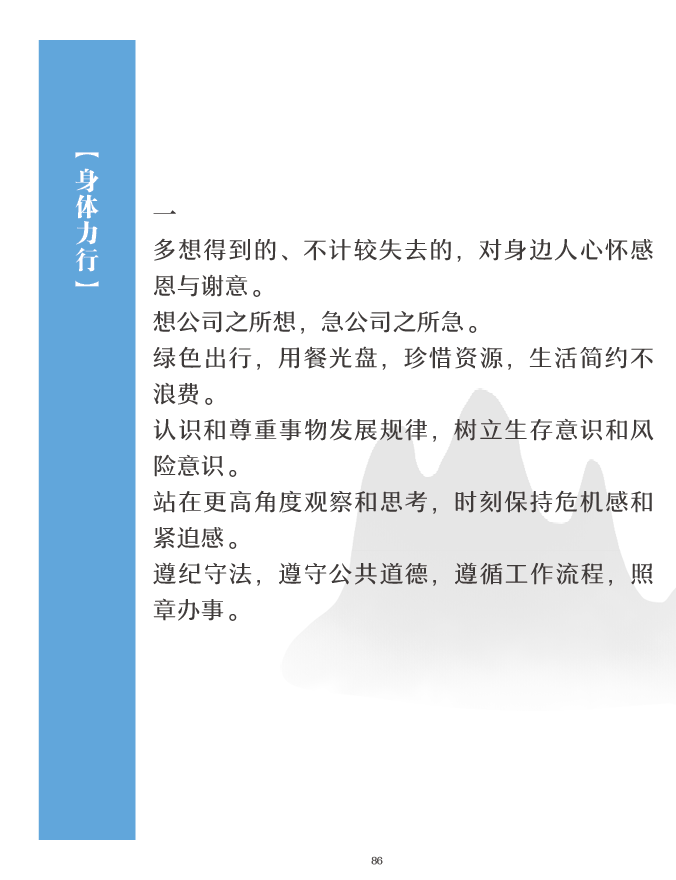 【身体力行】
一
多想得到的、不计较失去的，对身边人心怀感
恩与谢意。
想公司之所想，急公司之所急。
绿色出行，用餐光盘，珍惜资源，生活简约不
浪费。
认识和尊重事物发展规律，树立生存意识和风
险意识。
站在更高角度观察和思考，时刻保持危机感和
紧迫感。
遵纪守法，遵守公共道德，遵循工作流程，照
章办事。
86